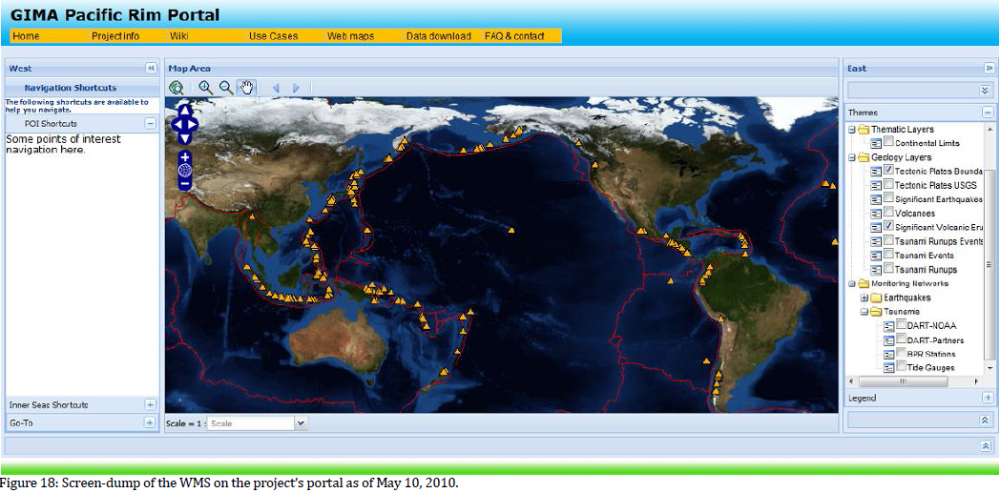 GIMA Pacific Rim Portal
Home Project info Wiki Use Cases Web maps Data download FAQ & contact
West
Navigation Shortcuts
The following shortcuts are available to
help you navigate.
POI Shortcuts
Some points of interest
navigation here.
Inner Seas Shortcuts
Go-To
Map Area
Scale = 1 : Scale
East
Themes
Thematic Layers
Continental Limits
Geology Layers
Tectonic Plates Bounda
Tectonic Plates USGS
Significant Earthquakes
Volcanoes
Significant Volcanic Eru
Tsunami Runups Events
Tsunami Events
Tsunami Runups
Monitoring Networks
Earthquakes
Tsunamis
DART-NOAA
DART-Partners
BPR Stations
Tide Gauges
Legend
Figure 18: Screen-dump of the WMS on the project's portal as of May 10, 2010.